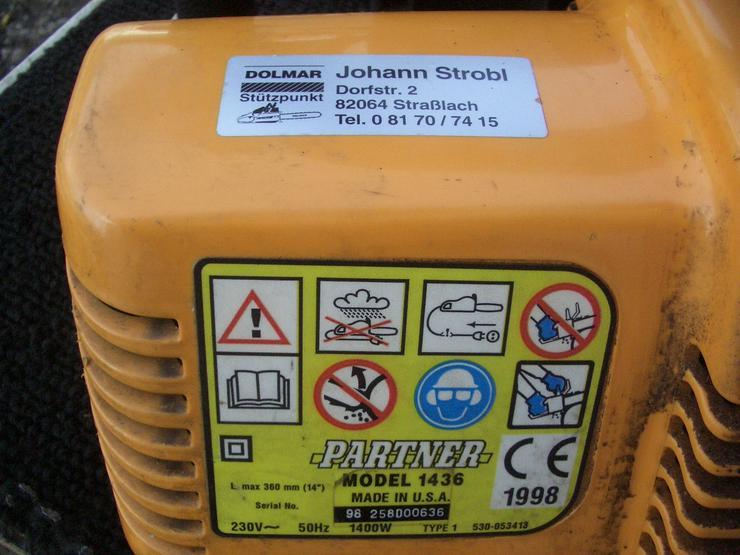 DOLMAR
Stützpunkt
Johann Strobl
Dorfstr. 2
82064 Straßlach
Tel. 0 81 70 / 74 15
PARTNER
MODEL 1436
L max 360 mm (14")
MADE IN U.S.A.
Serial No.
98 258D00636
230V~ 50Hz 1400W TYPE 1 530-053413
CE
1998